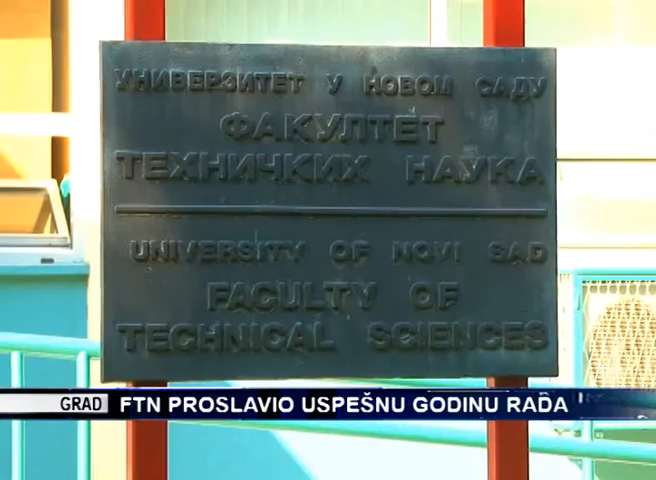 УНИВЕРЗИТЕТ У НОВОМ САДУ
ФАКУЛТЕТ
ТЕХНИЧКИХ НАУКА
UNIVERSITY OF NOVI SAD
FACULTY OF
TECHNICAL SCIENCES
GRAD FTN PROSLAVIO USPEŠNU GODINU RADA